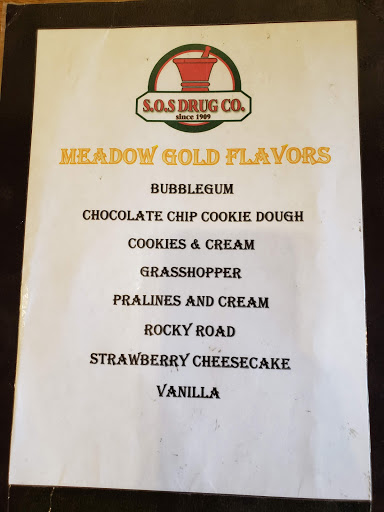 S.O.S DRUG CO.
since 1909
MEADOW GOLD FLAVORS
BUBBLEGUM
CHOCOLATE CHIP COOKIE DOUGH
COOKIES & CREAM
GRASSHOPPER
PRALINES AND CREAM
ROCKY ROAD
STRAWBERRY CHEESECAKE
VANILLA